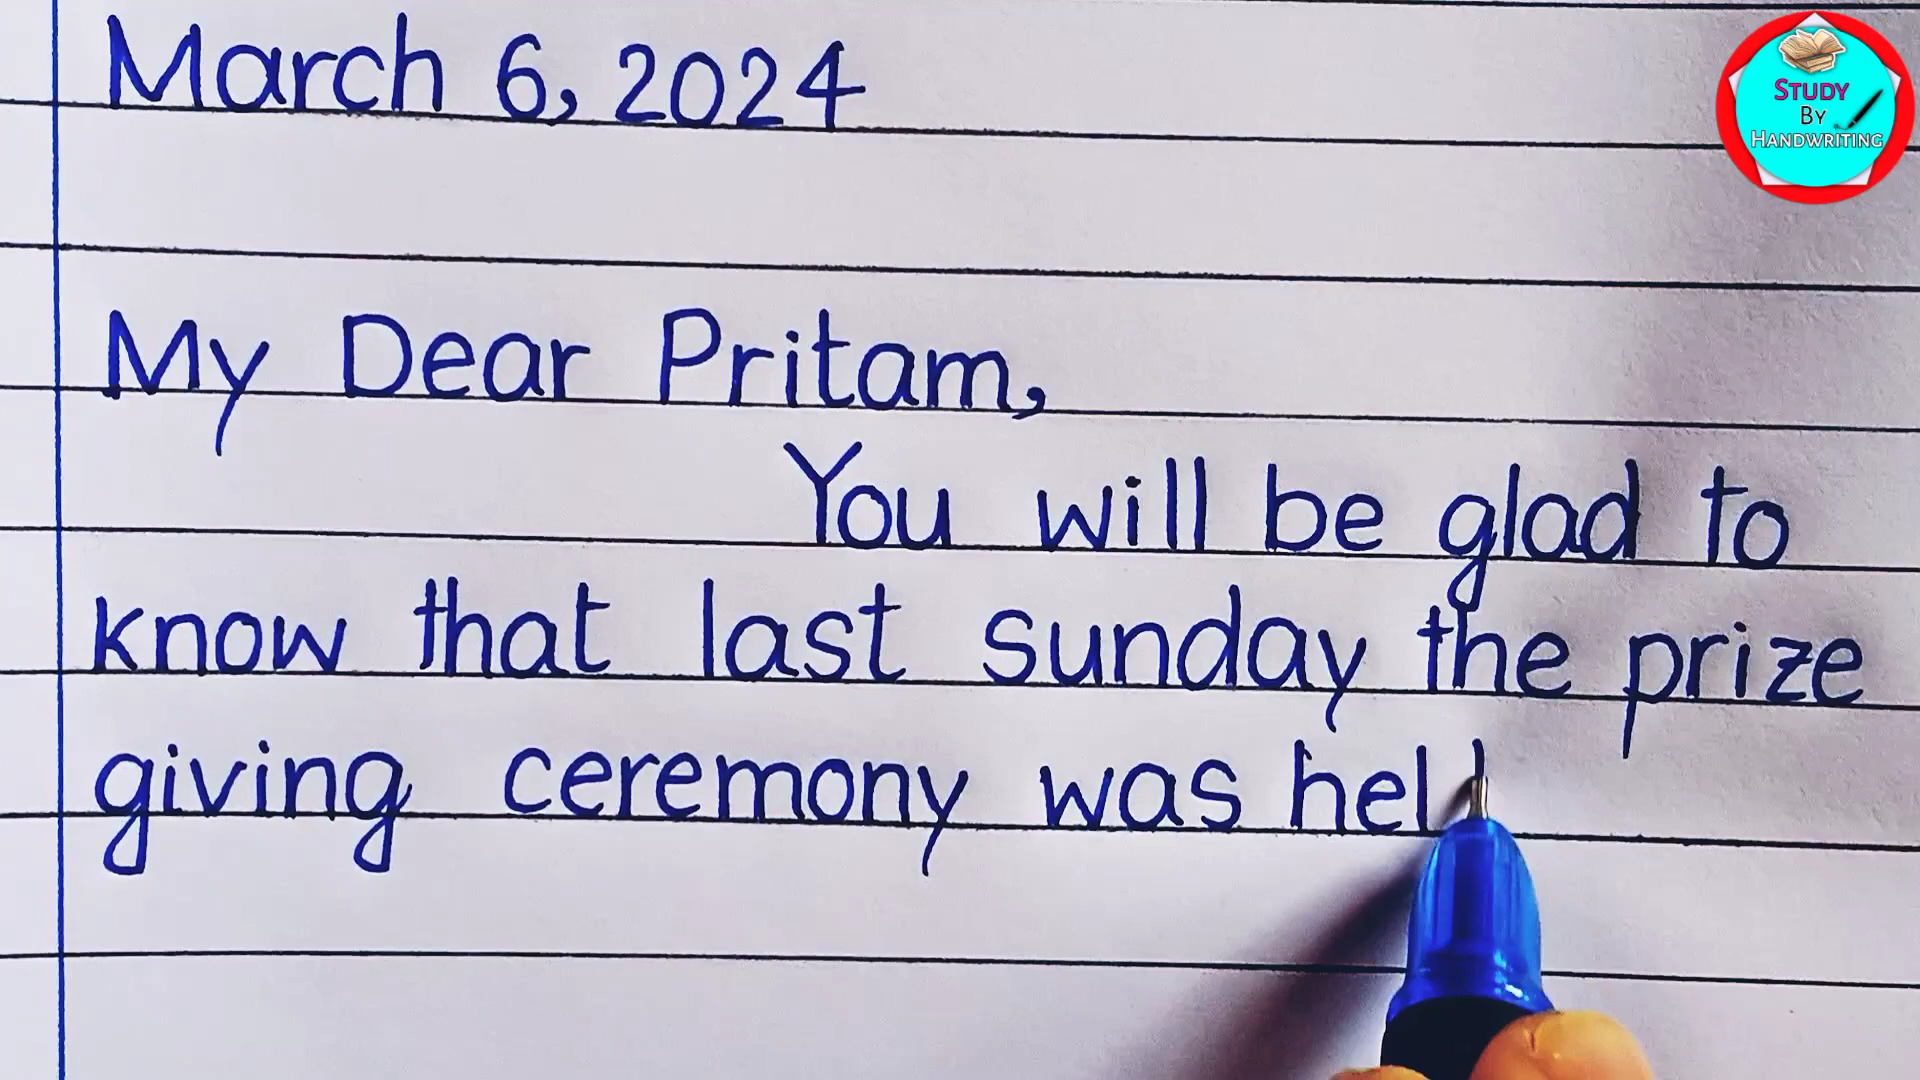 March 6, 2024
STUDY
BY
HANDWRITING
My Dear Pritam,
You will be glad to
know that last sunday the prize
giving ceremony was hel